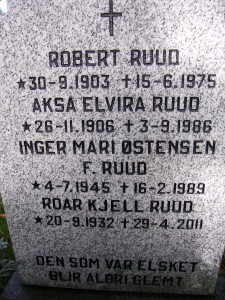 ROBERT RUUD
★30-9.1903 ✝15-6.1975
AKSA ELVIRA RUUD
★26-11.1906 ✝3-9.1986
INGER MARI ØSTENSEN
F. RUUD
★4-7.1945 ✝16-2.1989
ROAR KJELL RUUD
★20-9.1932 ✝29-4.2011
DEN SOM VAR ELSKET
BLIR ALDRI GLEMT